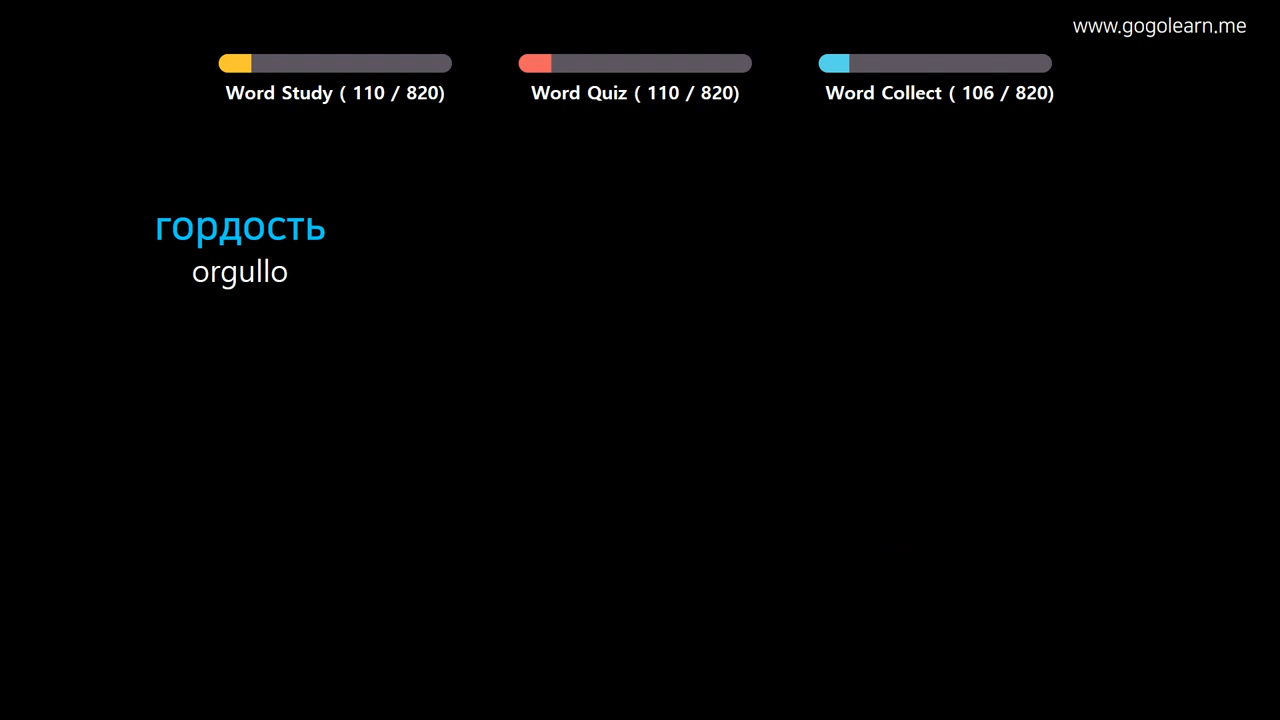 www.gogolearn.me
Word Study ( 110 / 820)
Word Quiz ( 110 / 820)
Word Collect ( 106 / 820)
гордость
orgullo